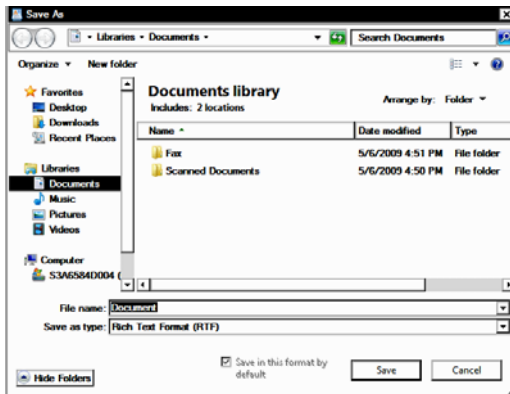 Save As
Libraries Documents Search Documents
Organize New folder
Favorites
Desktop
Downloads
Recent Places
Libraries
Documents
Music
Pictures
Videos
Computer
S3A6584D004 (
Documents library
Includes: 2 locations
Arrange by: Folder
Name Date modified Type
Fax 5/6/2009 4:51 PM File folder
Scanned Documents 5/6/2009 4:50 PM File folder
File name: Document
Save as type: Rich Text Format (RTF)
Hide Folders
Save in this format by
default
Save Cancel